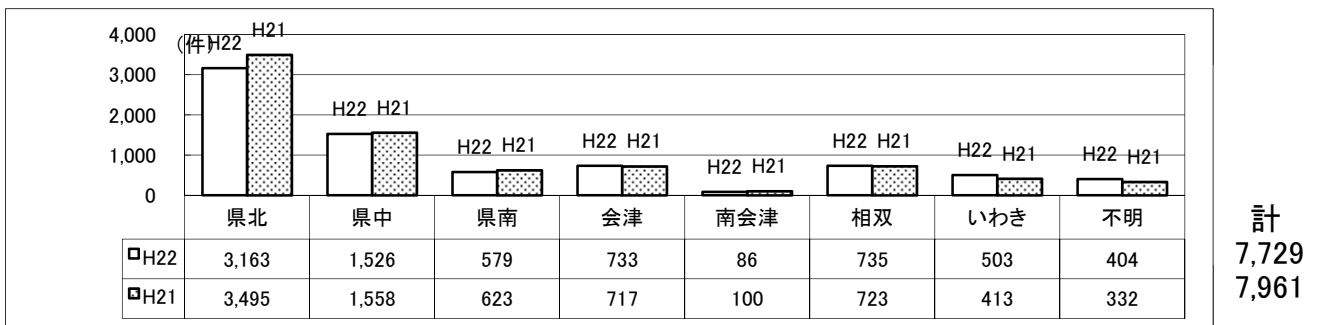 4,000 (件) H22 H21
3,000
2,000 H22 H21
1,000 H22 H21 H22 H21 H22 H21 H22 H21 H22 H21 H22 H21
0
県北 県中 県南 会津 南会津 相双 いわき 不明 計
H22 3,163 1,526 579 733 86 735 503 404 7,729
H21 3,495 1,558 623 717 100 723 413 332 7,961